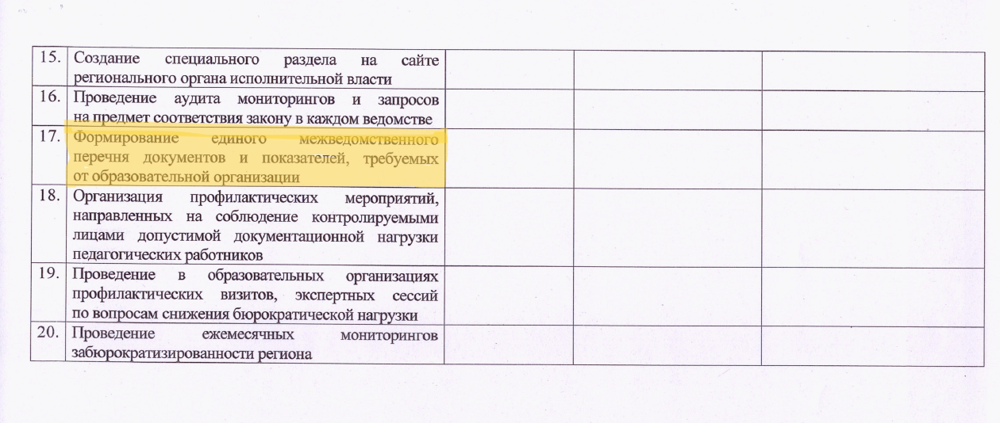 15. Создание специального раздела на сайте
регионального органа исполнительной власти
16. Проведение аудита мониторингов и запросов
на предмет соответствия закону в каждом ведомстве
17. Формирование единого межведомственного
перечня документов и показателей, требуемых
от образовательной организации
18. Организация профилактических мероприятий,
направленных на соблюдение контролируемыми
лицами допустимой документационной нагрузки
педагогических работников
19. Проведение в образовательных организациях
профилактических визитов, экспертных сессий
по вопросам снижения бюрократической нагрузки
20. Проведение ежемесячных мониторингов
забюрократизированности региона